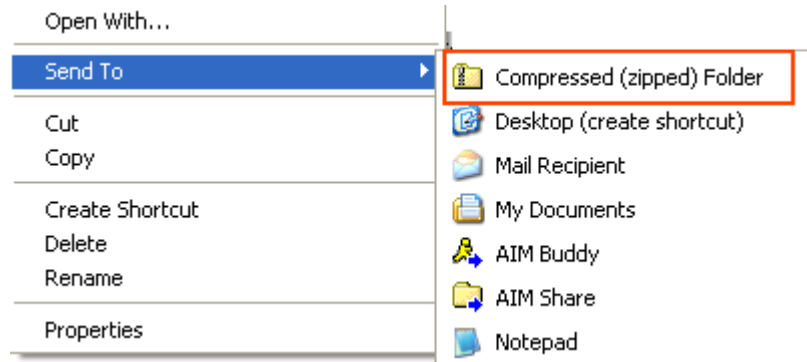 Open With...
Send To
Cut
Copy
Create Shortcut
Delete
Rename
Properties
Compressed (zipped) Folder
Desktop (create shortcut)
Mail Recipient
My Documents
AIM Buddy
AIM Share
Notepad